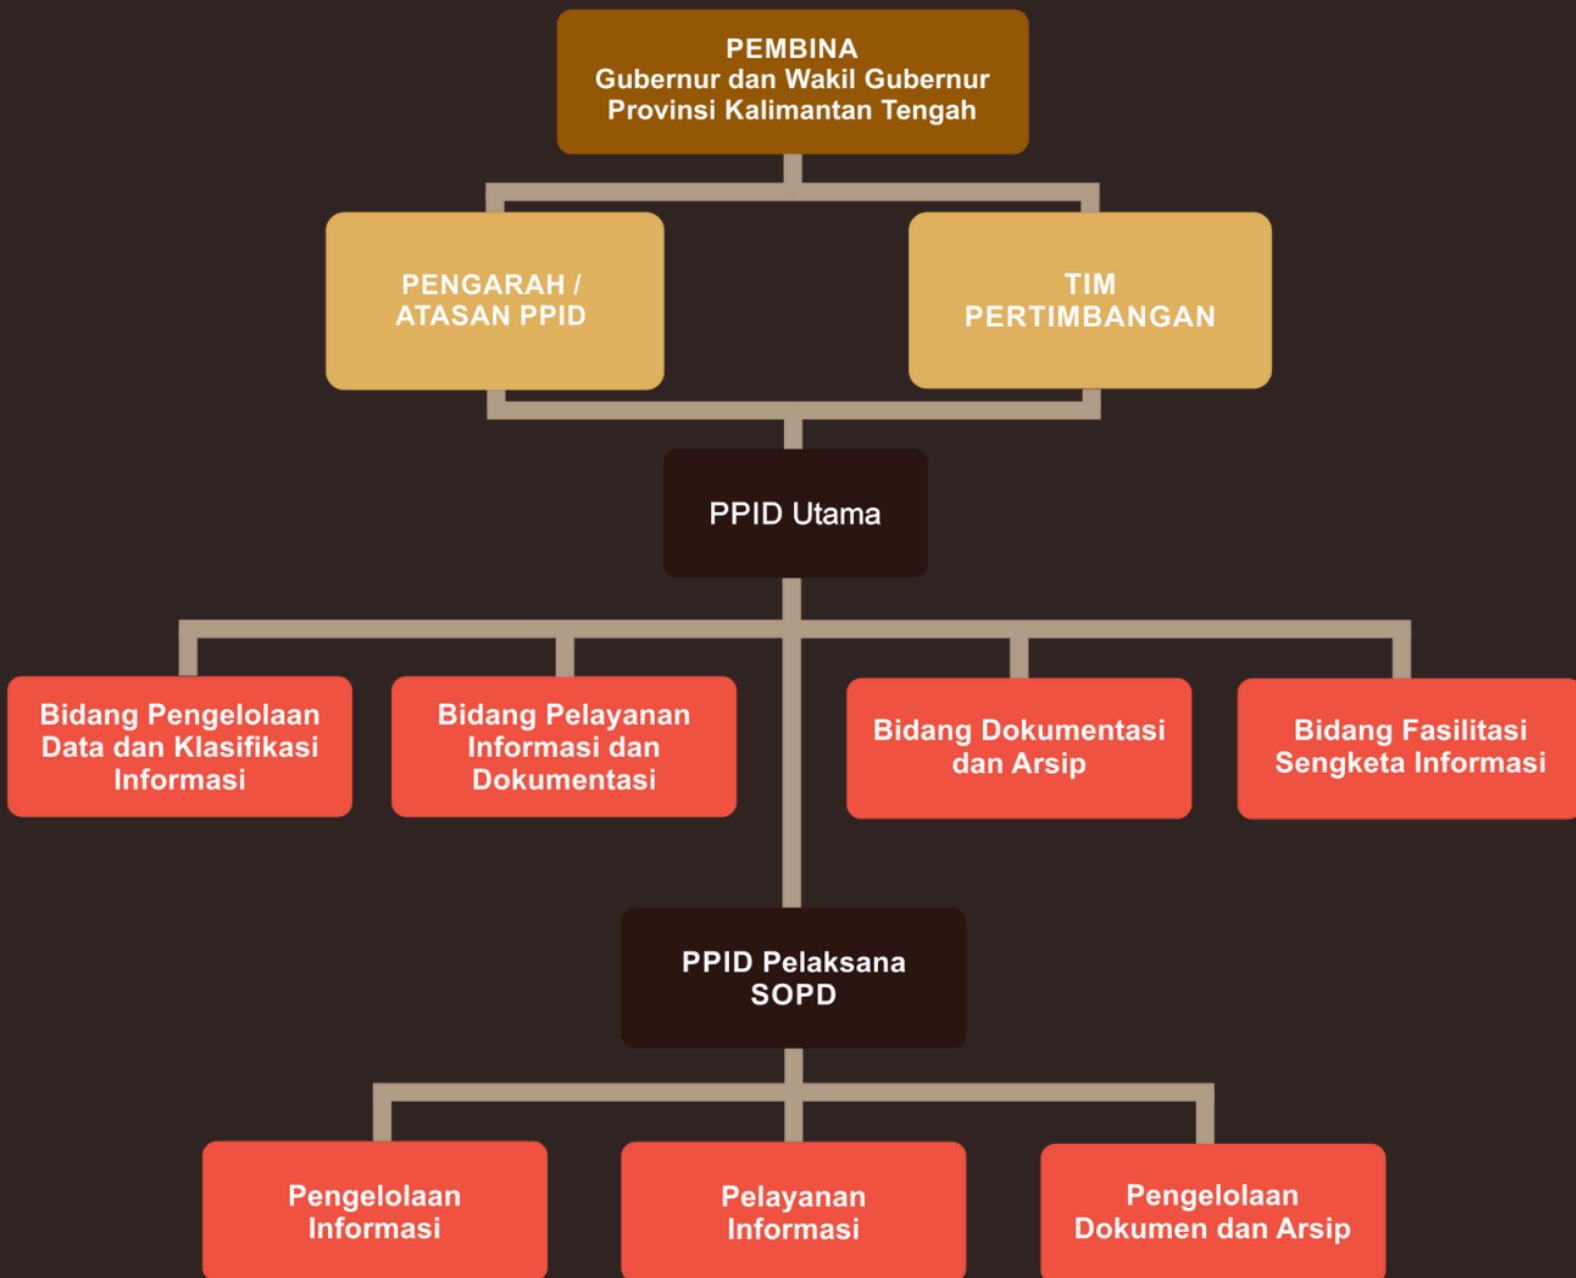 PEMBINA
Gubernur dan Wakil Gubernur
Provinsi Kalimantan Tengah
PENGARAH /
ATASAN PPID
TIM
PERTIMBANGAN
PPID Utama
Bidang Pengelolaan
Data dan Klasifikasi
Informasi
Bidang Pelayanan
Informasi dan
Dokumentasi
Bidang Dokumentasi
dan Arsip
Bidang Fasilitasi
Sengketa Informasi
PPID Pelaksana
SOPD
Pengelolaan
Informasi
Pelayanan
Informasi
Pengelolaan
Dokumen dan Arsip